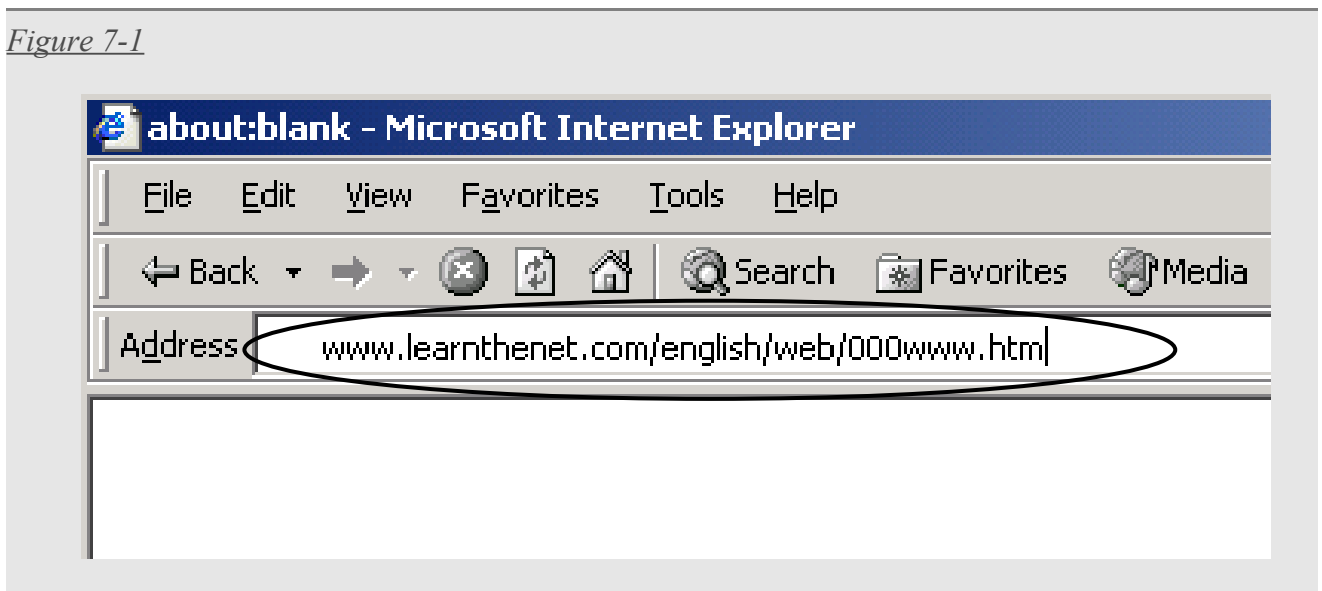 Figure 7-1
about:blank - Microsoft Internet Explorer
File Edit View Favorites Tools Help
Back Search Favorites Media
Address www.learnthenet.com/english/web/000www.htm